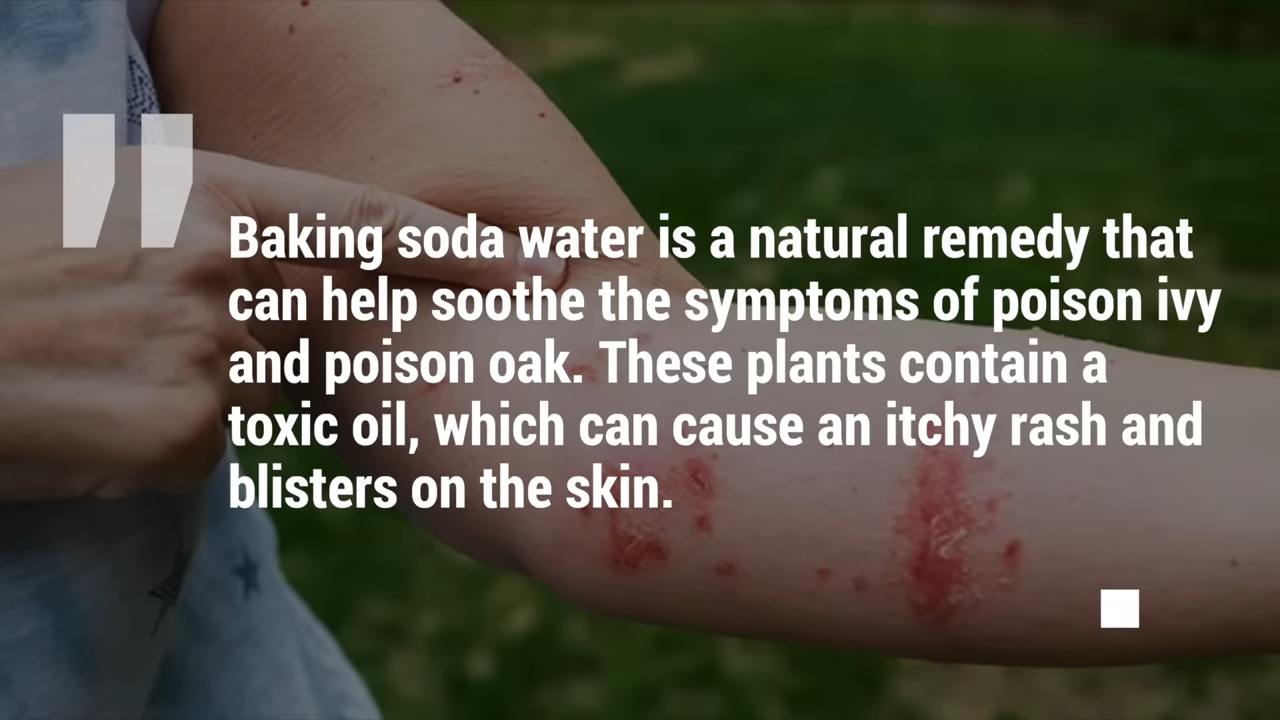 Baking soda water is a natural remedy that
can help soothe the symptoms of poison ivy
and poison oak. These plants contain a
toxic oil, which can cause an itchy rash and
blisters on the skin.